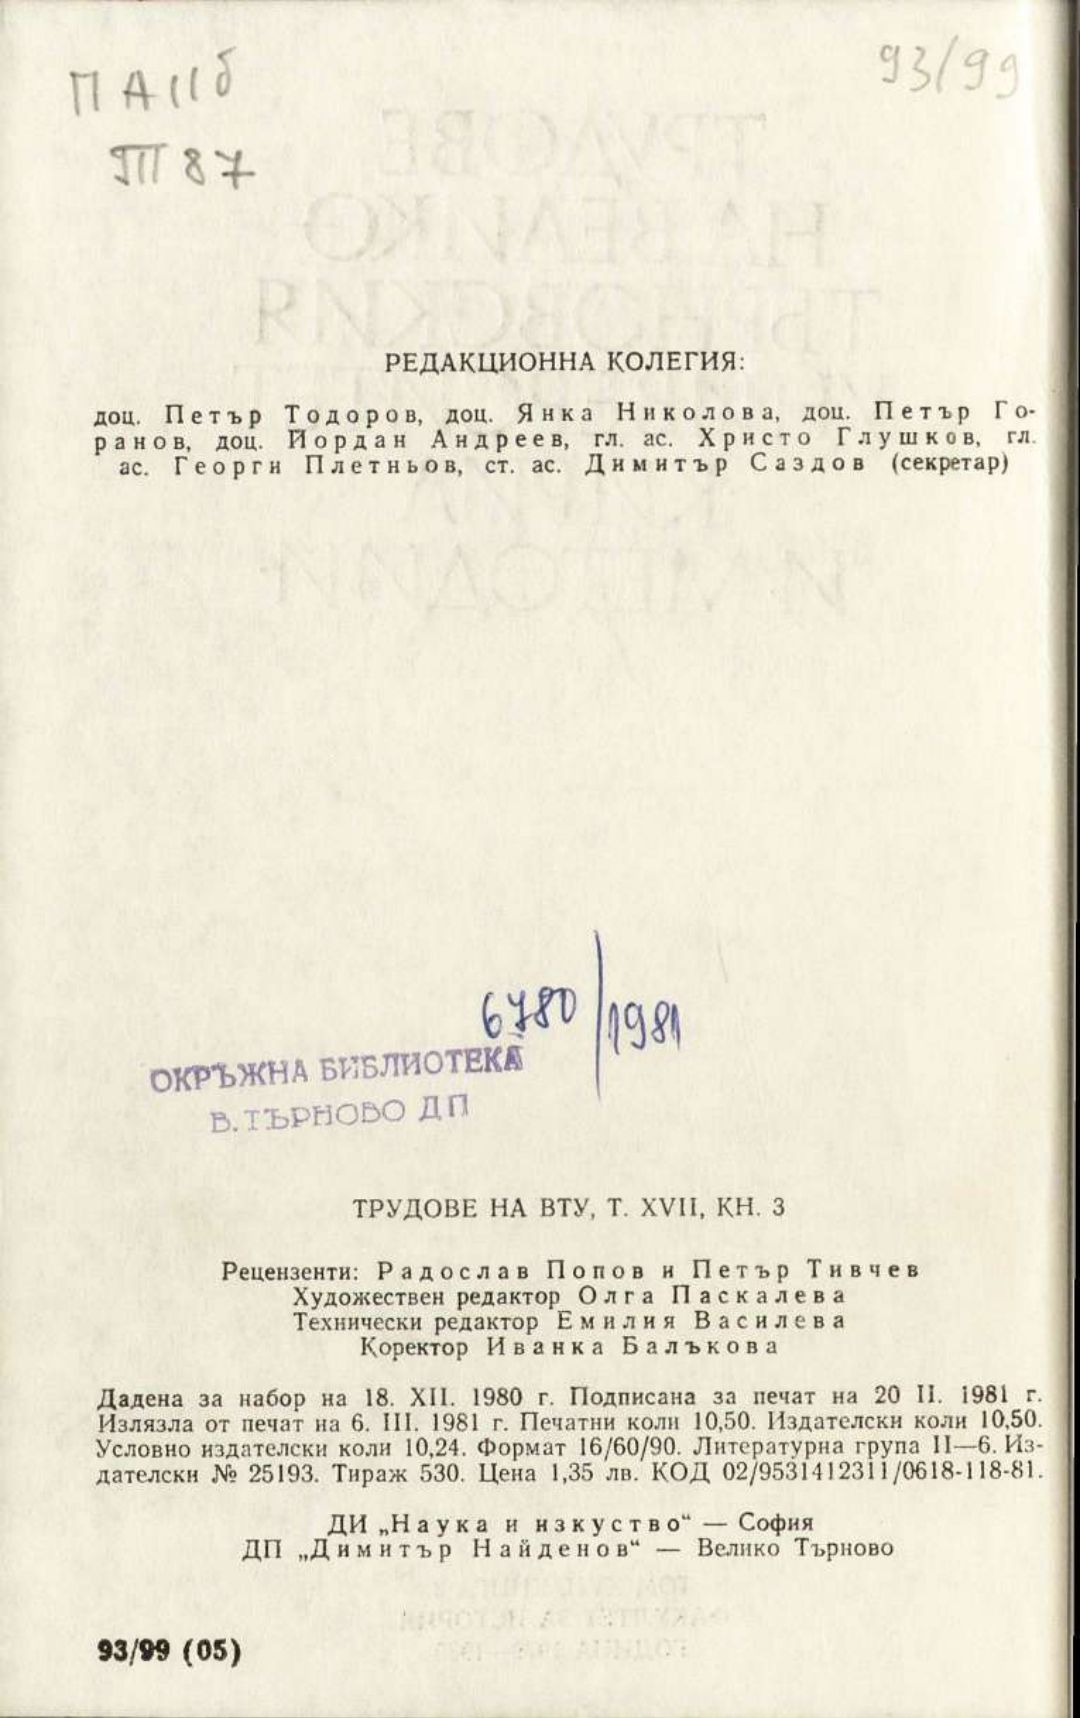 ПА II б
93/99
Т 87
РЕДАКЦИОННА КОЛЕГИЯ:
доц. Петър Тодоров, доц. Янка Николова, доц. Петър Го-
ранов, доц. Йордан Андреев, гл. ас. Христо Глушков, гл.
ас. Георги Плетньов, ст. ас. Димитър Саздов (секретар)
6780/1981
ОКРЪЖНА БИБЛИОТЕКА
В. ТЪРНОВО ДП
ТРУДОВЕ НА ВТУ, Т. XVII, КН. 3
Рецензенти: Радослав Попов и Петър Тивчев
Художествен редактор Олга Паскалева
Технически редактор Емилия Василева
Коректор Иванка Балъкова
Дадена за набор на 18. XII. 1980 г. Подписана за печат на 20 II. 1981 г.
Излязла от печат на 6. III. 1981 г. Печатни коли 10,50. Издателски коли 10,50.
Условно издателски коли 10,24. Формат 16/60/90. Литературна група II—6. Из-
дателски № 25193. Тираж 530. Цена 1,35 лв. КОД 02/9531412311/0618-118-81.
ДИ „Наука и изкуство“ — София
ДП „Димитър Найденов“ — Велико Търново
93/99 (05)